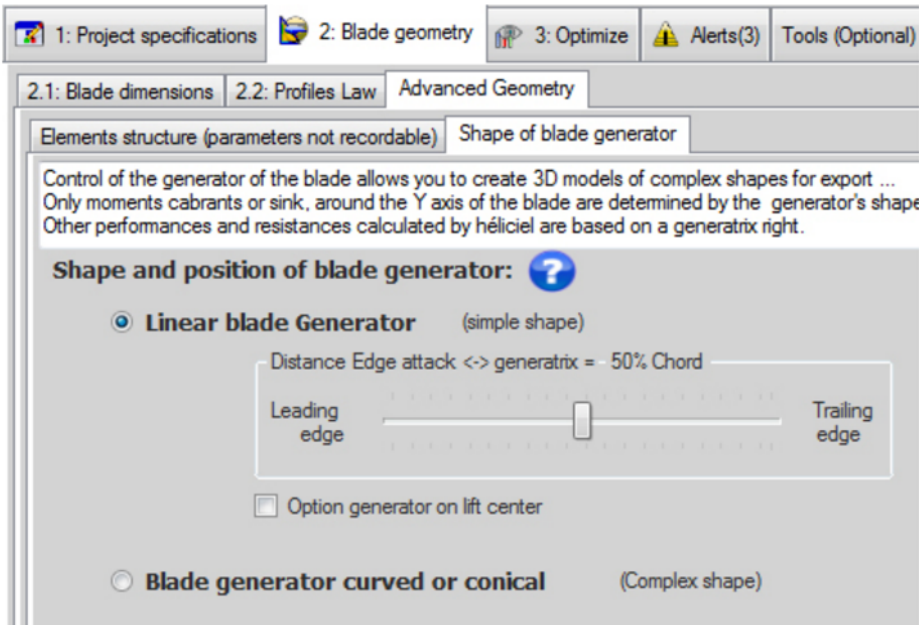 1: Project specifications 2: Blade geometry 3: Optimize Alerts(3) Tools (Optional)
2.1: Blade dimensions 2.2: Profiles Law Advanced Geometry
Elements structure (parameters not recordable) Shape of blade generator
Control of the generator of the blade allows you to create 3D models of complex shapes for export ...
Only moments cabrants or sink, around the Y axis of the blade are determined by the generator's shape
Other performances and resistances calculated by héliciel are based on a generatrix right.
Shape and position of blade generator: ?
Linear blade Generator (simple shape)
Distance Edge attack <-> generatrix = 50% Chord
Leading edge Trailing edge
Option generator on lift center
Blade generator curved or conical (Complex shape)